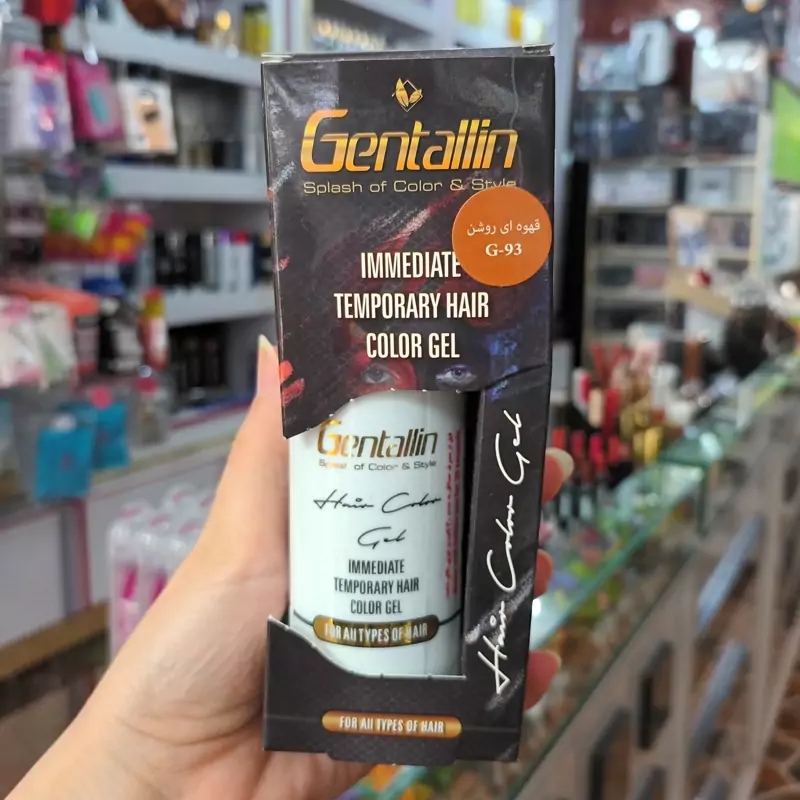 Gentallin
Splash of Color & Style
قهوه ای روشن
G-93
IMMEDIATE
TEMPORARY HAIR
COLOR GEL
Gentallin
Splash of Color & Style
Hair Color
Gel
IMMEDIATE
TEMPORARY HAIR
COLOR GEL
FOR All TYPES OF HAIR
Hair Color Gel
FOR All TYPES OF HAIR